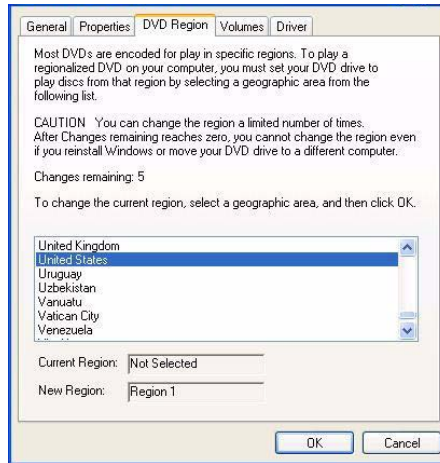 General Properties DVD Region Volumes Driver
Most DVDs are encoded for play in specific regions. To play a
regionalized DVD on your computer, you must set your DVD drive to
play discs from that region by selecting a geographic area from the
following list.
CAUTION You can change the region a limited number of times.
After Changes remaining reaches zero, you cannot change the region even
if you reinstall Windows or move your DVD drive to a different computer.
Changes remaining: 5
To change the current region, select a geographic area, and then click OK.
United Kingdom
United States
Uruguay
Uzbekistan
Vanuatu
Vatican City
Venezuela
Current Region: Not Selected
New Region: Region 1
OK Cancel